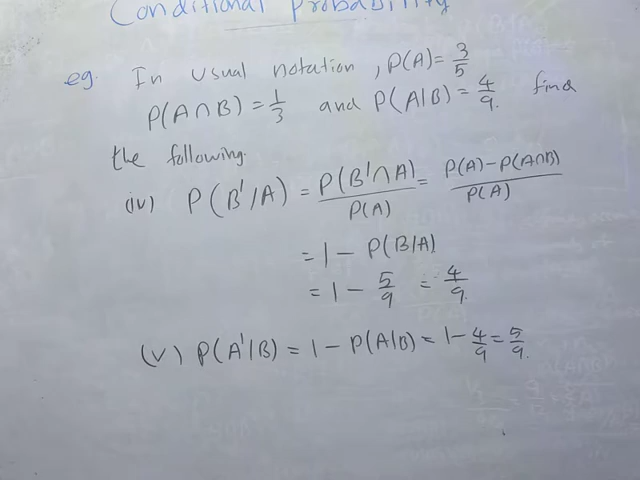 Conditional Probability
eg. In usual notation, P(A) = 3/5
P(A∩B) = 1/3 and P(A|B) = 4/9. find
the following.
(iv) P(B'/A) = P(B'∩A)/P(A) = P(A)-P(A∩B)/P(A)
= 1 - P(B/A)
= 1 - 5/9 = 4/9.
(v) P(A'|B) = 1 - P(A|B) = 1 - 4/9 = 5/9.